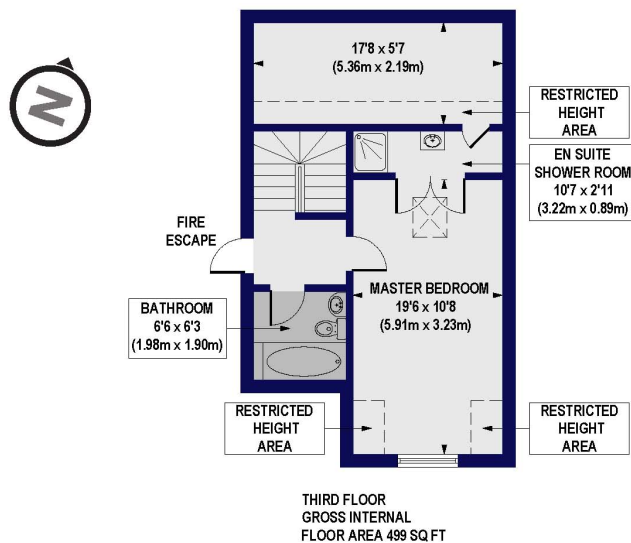 N
17'8 x 5'7
(5.36m x 2.19m)
RESTRICTED
HEIGHT
AREA
EN SUITE
SHOWER ROOM
10'7 x 2'11
(3.22m x 0.89m)
FIRE
ESCAPE
MASTER BEDROOM
19'6 x 10'8
(5.91m x 3.23m)
BATHROOM
6'6 x 6'3
(1.98m x 1.90m)
RESTRICTED
HEIGHT
AREA
RESTRICTED
HEIGHT
AREA
THIRD FLOOR
GROSS INTERNAL
FLOOR AREA 499 SQ FT